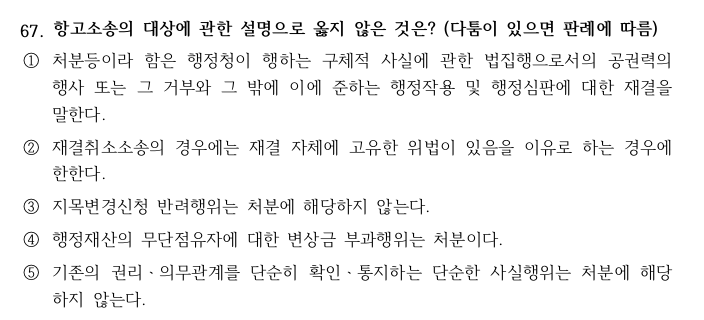 67. 항고소송의 대상에 관한 설명으로 옳지 않은 것은? (다툼이 있으면 판례에 따름)
① 처분등이라 함은 행정청이 행하는 구체적 사실에 관한 법집행으로서의 공권력의
행사 또는 그 거부와 그 밖에 이에 준하는 행정작용 및 행정심판에 대한 재결을
말한다.
② 재결취소소송의 경우에는 재결 자체에 고유한 위법이 있음을 이유로 하는 경우에
한한다.
③ 지목변경신청 반려행위는 처분에 해당하지 않는다.
④ 행정재산의 무단점유자에 대한 변상금 부과행위는 처분이다.
⑤ 기존의 권리ㆍ의무관계를 단순히 확인ㆍ통지하는 단순한 사실행위는 처분에 해당
하지 않는다.